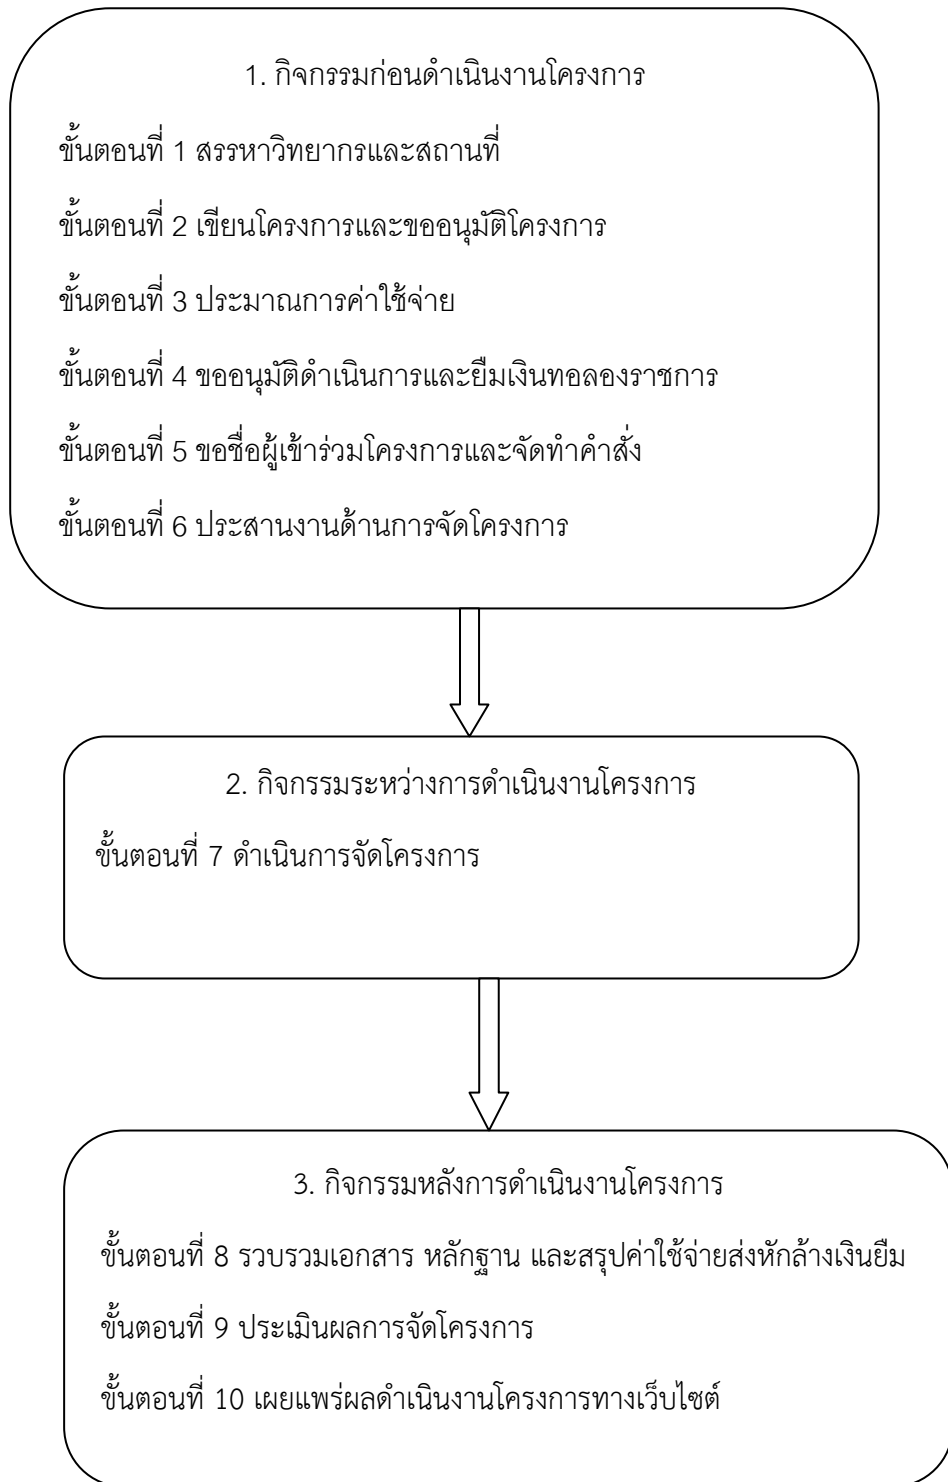 1. กิจกรรมก่อนดำเนินงานโครงการ
ขั้นตอนที่ 1 สรรหาวิทยากรและสถานที่
ขั้นตอนที่ 2 เขียนโครงการและขออนุมัติโครงการ
ขั้นตอนที่ 3 ประมาณการค่าใช้จ่าย
ขั้นตอนที่ 4 ขออนุมัติดำเนินการและยืมเงินทอลองราชการ
ขั้นตอนที่ 5 ขอชื่อผู้เข้าร่วมโครงการและจัดทำคำสั่ง
ขั้นตอนที่ 6 ประสานงานด้านการจัดโครงการ
2. กิจกรรมระหว่างการดำเนินงานโครงการ
ขั้นตอนที่ 7 ดำเนินการจัดโครงการ
3. กิจกรรมหลังการดำเนินงานโครงการ
ขั้นตอนที่ 8 รวบรวมเอกสาร หลักฐาน และสรุปค่าใช้จ่ายส่งหักล้างเงินยืม
ขั้นตอนที่ 9 ประเมินผลการจัดโครงการ
ขั้นตอนที่ 10 เผยแพร่ผลดำเนินงานโครงการทางเว็บไซต์